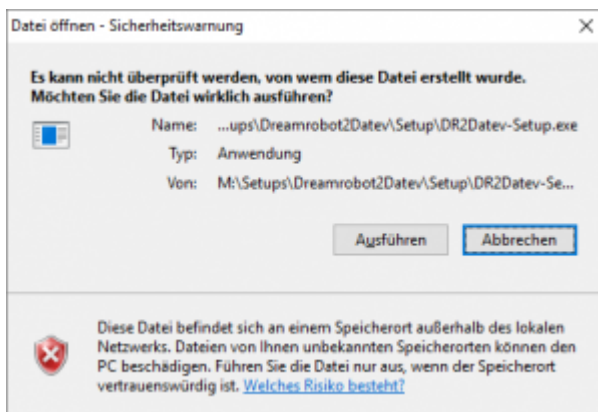 Datei öffnen - Sicherheitswarnung
Es kann nicht überprüft werden, von wem diese Datei erstellt wurde.
Möchten Sie die Datei wirklich ausführen?
Name: ...ups\Dreamrobot2Datev\Setup\DR2Datev-Setup.exe
Typ: Anwendung
Von: M:\Setups\Dreamrobot2Datev\Setup\DR2Datev-Se...
Ausführen Abbrechen
Diese Datei befindet sich an einem Speicherort außerhalb des lokalen
Netzwerks. Dateien von Ihnen unbekannten Speicherorten können den
PC beschädigen. Führen Sie die Datei nur aus, wenn der Speicherort
vertrauenswürdig ist. Welches Risiko besteht?